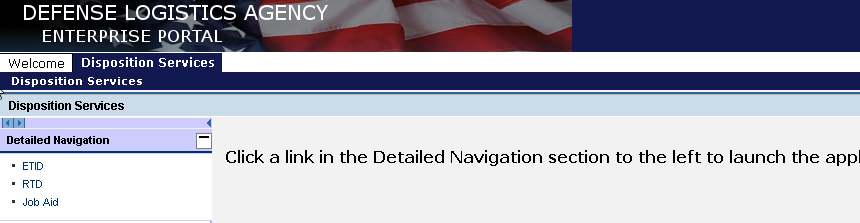 DEFENSE LOGISTICS AGENCY
ENTERPRISE PORTAL
Welcome Disposition Services
Disposition Services
Disposition Services
Detailed Navigation
Click a link in the Detailed Navigation section to the left to launch the appl
• ETID
• RTD
• Job Aid